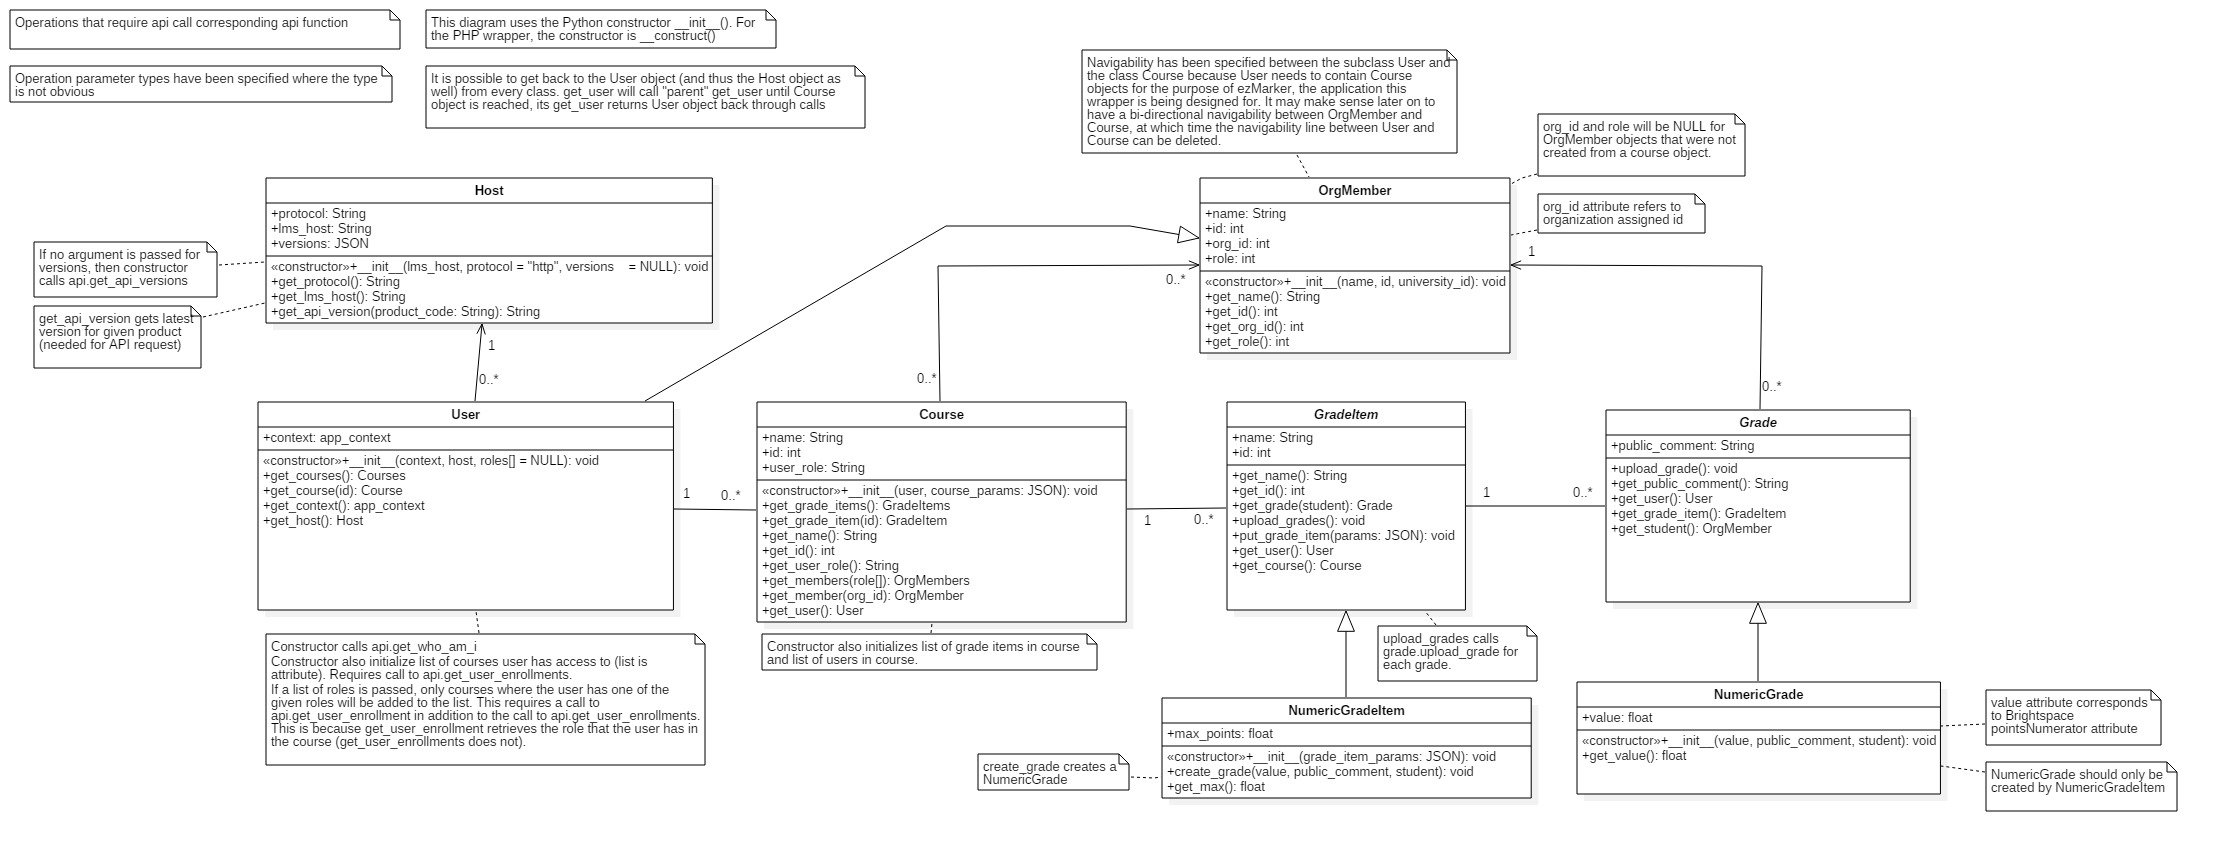 Operations that require api call corresponding api function
This diagram uses the Python constructor __init__(). For
the PHP wrapper, the constructor is __construct()
Operation parameter types have been specified where the type
is not obvious
It is possible to get back to the User object (and thus the Host object as
well) from every class. get_user will call "parent" get_user until Course
object is reached, its get_user returns User object back through calls
Navigability has been specified between the subclass User and
the class Course because User needs to contain Course
objects for the purpose of ezMarker, the application this
wrapper is being designed for. It may make sense later on to
have a bi-directional navigability between OrgMember and
Course, at which time the navigability line between User and
Course can be deleted.
org_id and role will be NULL for
OrgMember objects that were not
created from a course object.
org_id attribute refers to
organization assigned id
Host
+protocol: String
+lms_host: String
+versions: JSON
«constructor»+__init__(lms_host, protocol = "http", versions    = NULL): void
+get_protocol(): String
+get_lms_host(): String
+get_api_version(product_code: String): String
If no argument is passed for
versions, then constructor
calls api.get_api_versions
get_api_version gets latest
version for given product
(needed for API request)
OrgMember
+name: String
+id: int
+org_id: int
+role: int
«constructor»+__init__(name, id, university_id): void
+get_name(): String
+get_id(): int
+get_org_id(): int
+get_role(): int
1
0..*
0..*
0..*
1
0..*
User
+context: app_context
«constructor»+__init__(context, host, roles[] = NULL): void
+get_courses(): Courses
+get_course(id): Course
+get_context(): app_context
+get_host(): Host
1
0..*
Course
+name: String
+id: int
+user_role: String
«constructor»+__init__(user, course_params: JSON): void
+get_grade_items(): GradeItems
+get_grade_item(id): GradeItem
+get_name(): String
+get_id(): int
+get_user_role(): String
+get_members(role[]): OrgMembers
+get_member(org_id): OrgMember
+get_user(): User
1
0..*
GradeItem
+name: String
+id: int
+get_name(): String
+get_id(): int
+get_grade(student): Grade
+upload_grades(): void
+put_grade_item(params: JSON): void
+get_user(): User
+get_course(): Course
1
0..*
Grade
+public_comment: String
+upload_grade(): void
+get_public_comment(): String
+get_user(): User
+get_grade_item(): GradeItem
+get_student(): OrgMember
Constructor calls api.get_who_am_i
Constructor also initialize list of courses user has access to (list is
attribute). Requires call to api.get_user_enrollments.
If a list of roles is passed, only courses where the user has one of the
given roles will be added to the list. This requires a call to
api.get_user_enrollment in addition to the call to api.get_user_enrollments.
This is because get_user_enrollment retrieves the role that the user has in
the course (get_user_enrollments does not).
Constructor also initializes list of grade items in course
and list of users in course.
upload_grades calls
grade.upload_grade for
each grade.
NumericGradeItem
+max_points: float
«constructor»+__init__(grade_item_params: JSON): void
+create_grade(value, public_comment, student): void
+get_max(): float
create_grade creates a
NumericGrade
NumericGrade
+value: float
«constructor»+__init__(value, public_comment, student): void
+get_value(): float
value attribute corresponds
to Brightspace
pointsNumerator attribute
NumericGrade should only be
created by NumericGradeItem